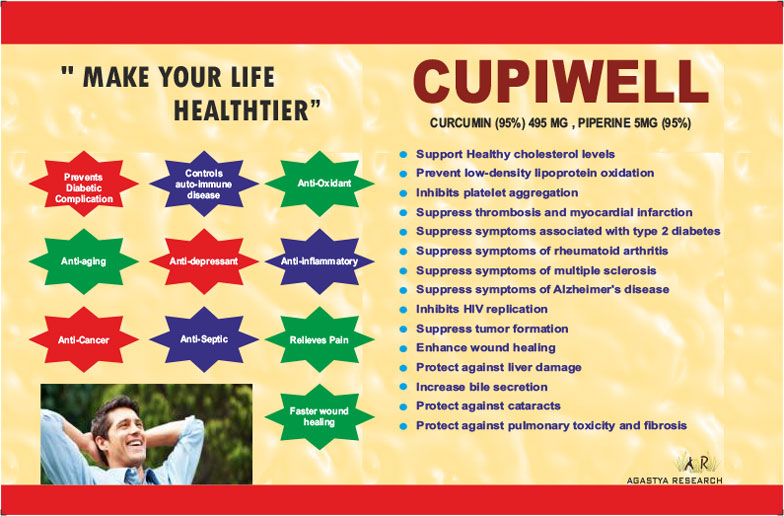 " MAKE YOUR LIFE
HEALTHTIER”
Prevents
Diabetic
Complication
Controls
auto-immune
disease
Anti-Oxidant
Anti-aging
Anti-depressant
Anti-inflammatory
Anti-Cancer
Anti-Septic
Relieves Pain
Faster wound
healing
CUPIWELL
CURCUMIN (95%) 495 MG , PIPERINE 5MG (95%)
Support Healthy cholesterol levels
Prevent low-density lipoprotein oxidation
Inhibits platelet aggregation
Suppress thrombosis and myocardial infarction
Suppress symptoms associated with type 2 diabetes
Suppress symptoms of rheumatoid arthritis
Suppress symptoms of multiple sclerosis
Suppress symptoms of Alzheimer's disease
Inhibits HIV replication
Suppress tumor formation
Enhance wound healing
Protect against liver damage
Increase bile secretion
Protect against cataracts
Protect against pulmonary toxicity and fibrosis
AR
AGASTYA RESEARCH